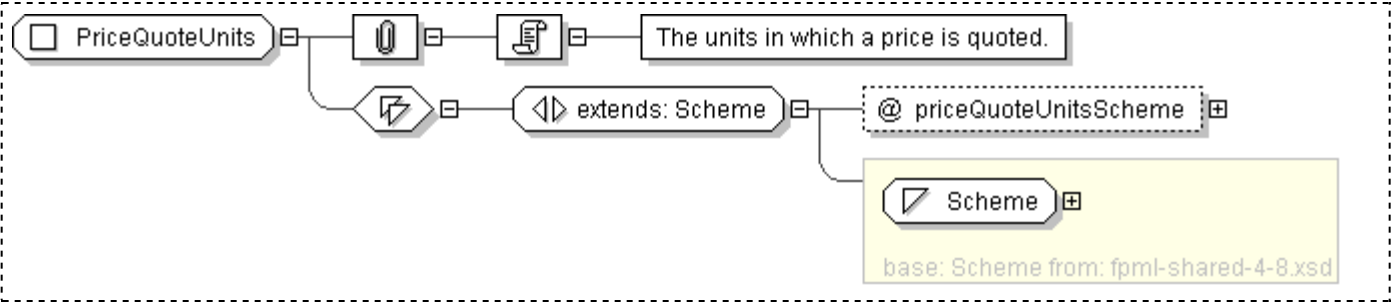 PriceQuoteUnits
The units in which a price is quoted.
extends: Scheme
@ priceQuoteUnitsScheme
Scheme
base: Scheme from: fpml-shared-4-8.xsd